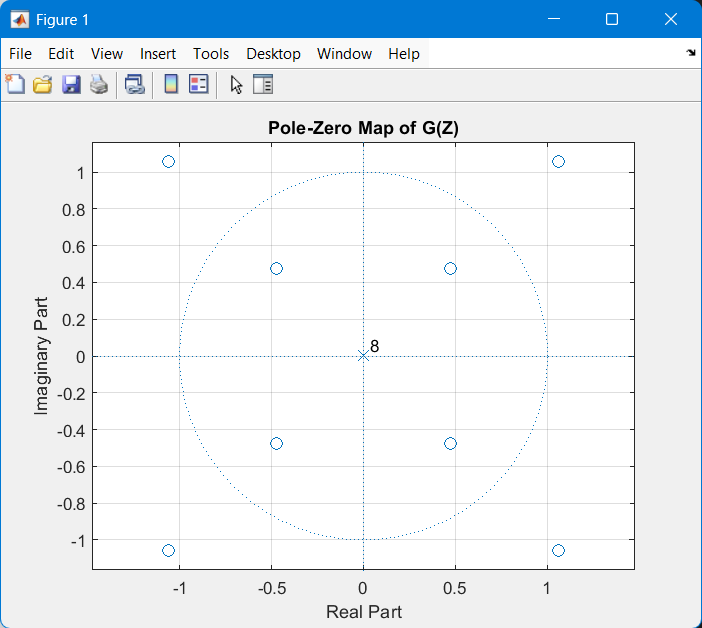 Figure 1
File Edit View Insert Tools Desktop Window Help
Pole-Zero Map of G(Z)
1
0.8
0.6
0.4
0.2
0
-0.2
-0.4
-0.6
-0.8
-1
Imaginary Part
8
-1 -0.5 0 0.5 1
Real Part